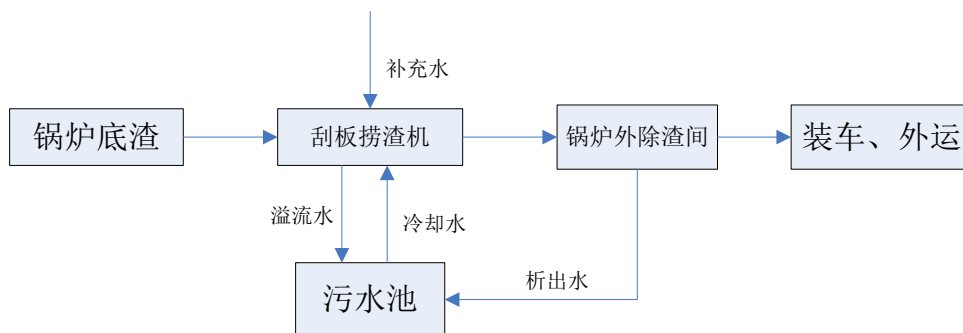 补充水
锅炉底渣
刮板捞渣机
锅炉外除渣间
装车、外运
溢流水
冷却水
污水池
析出水